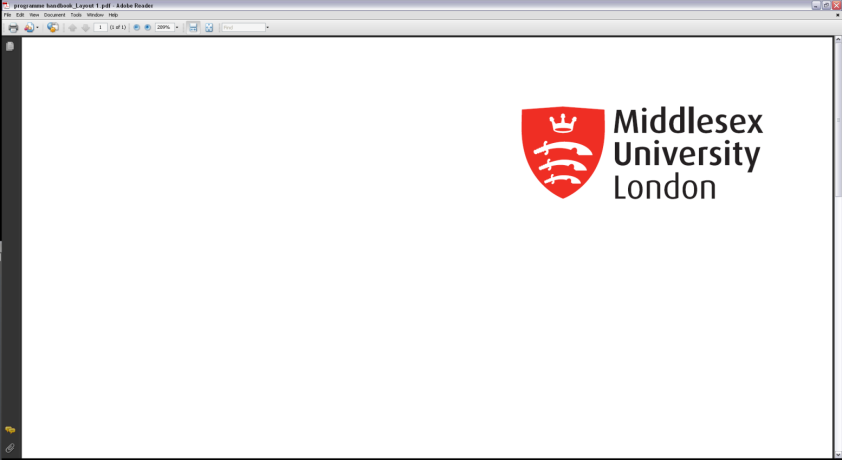 programme handbook_Layout 1.pdf - Adobe Reader
File Edit View Document Tools Window Help
1 (1 of 1) 200% Find
Middlesex
University
London